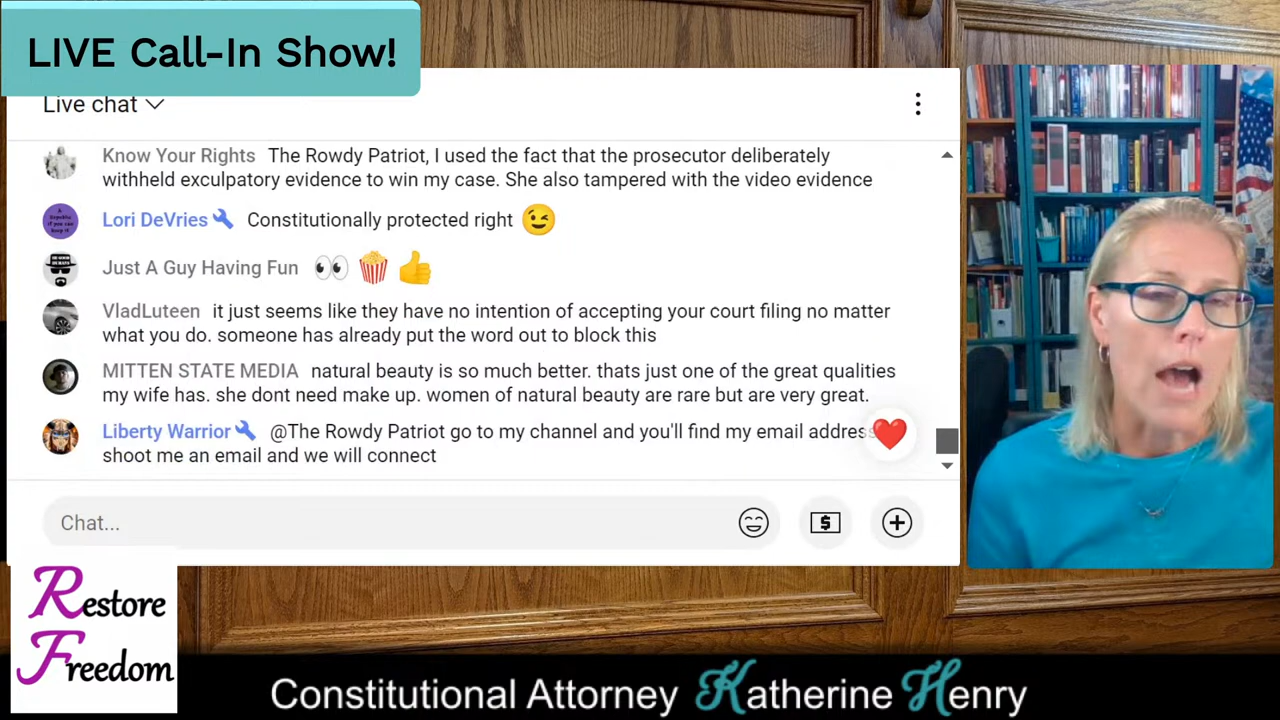 LIVE Call-In Show!
Live chat
Know Your Rights The Rowdy Patriot, I used the fact that the prosecutor deliberately
withheld exculpatory evidence to win my case. She also tampered with the video evidence
Lori DeVries Constitutionally protected right 😉
Just A Guy Having Fun 👀 🍿 👍
VladLuteen it just seems like they have no intention of accepting your court filing no matter
what you do. someone has already put the word out to block this
MITTEN STATE MEDIA natural beauty is so much better. thats just one of the great qualities
my wife has. she dont need make up. women of natural beauty are rare but are very great.
Liberty Warrior @The Rowdy Patriot go to my channel and you'll find my email address
shoot me an email and we will connect
Chat...
Restore
Freedom
Constitutional Attorney Katherine Henry